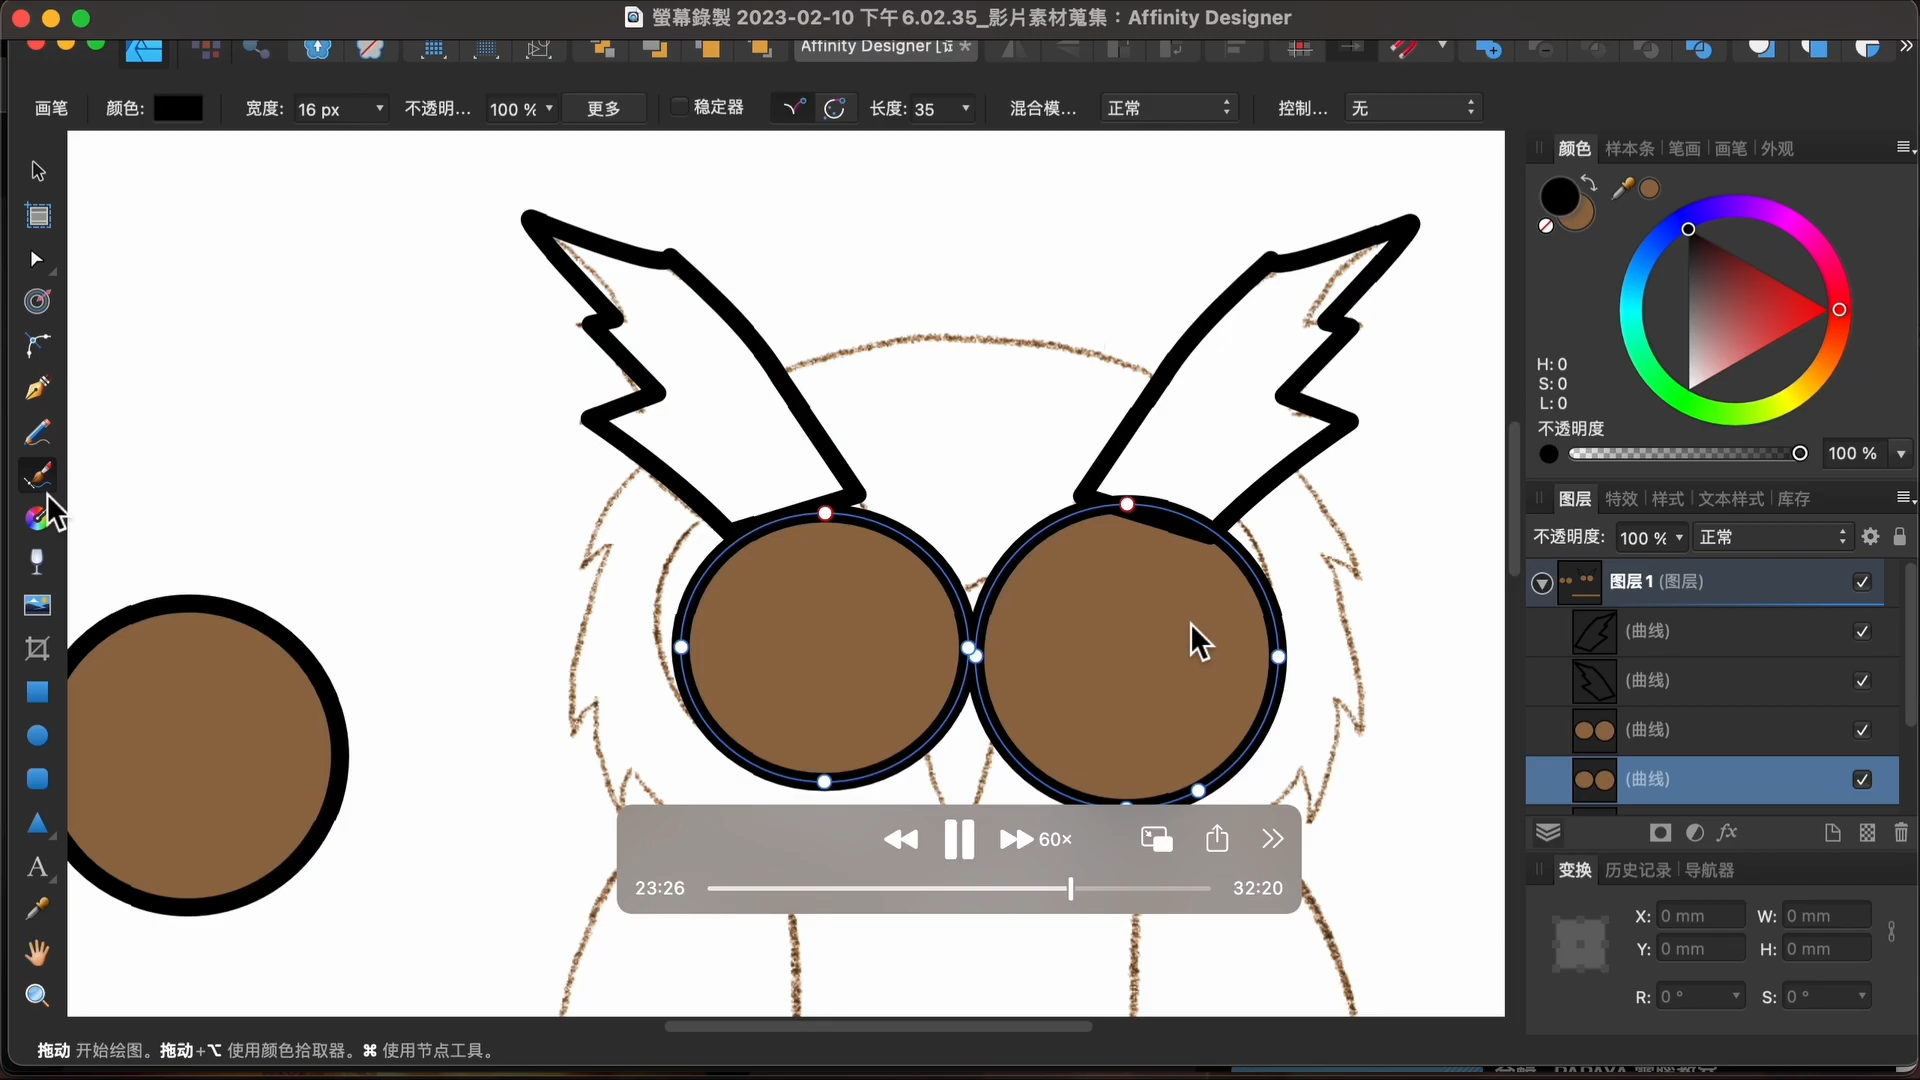 螢幕錄製 2023-02-10 下午6.02.35_影片素材蒐集：Affinity Designer
Affinity Designer
画笔 颜色: 宽度: 16 px 不透明… 100 % 更多 稳定器 长度: 35 混合模… 正常 控制… 无
颜色 样本条 笔画 画笔 外观
H: 0
S: 0
L: 0
不透明度
100 %
图层 特效 样式 文本样式 库存
不透明度: 100 % 正常
图层1 (图层)
(曲线)
(曲线)
(曲线)
(曲线)
fx
60×
23:26 32:20
变换 历史记录 导航器
X: 0 mm W: 0 mm
Y: 0 mm H: 0 mm
R: 0 ° S: 0 °
A
拖动 开始绘图。拖动+⌥ 使用颜色拾取器。⌘ 使用节点工具。